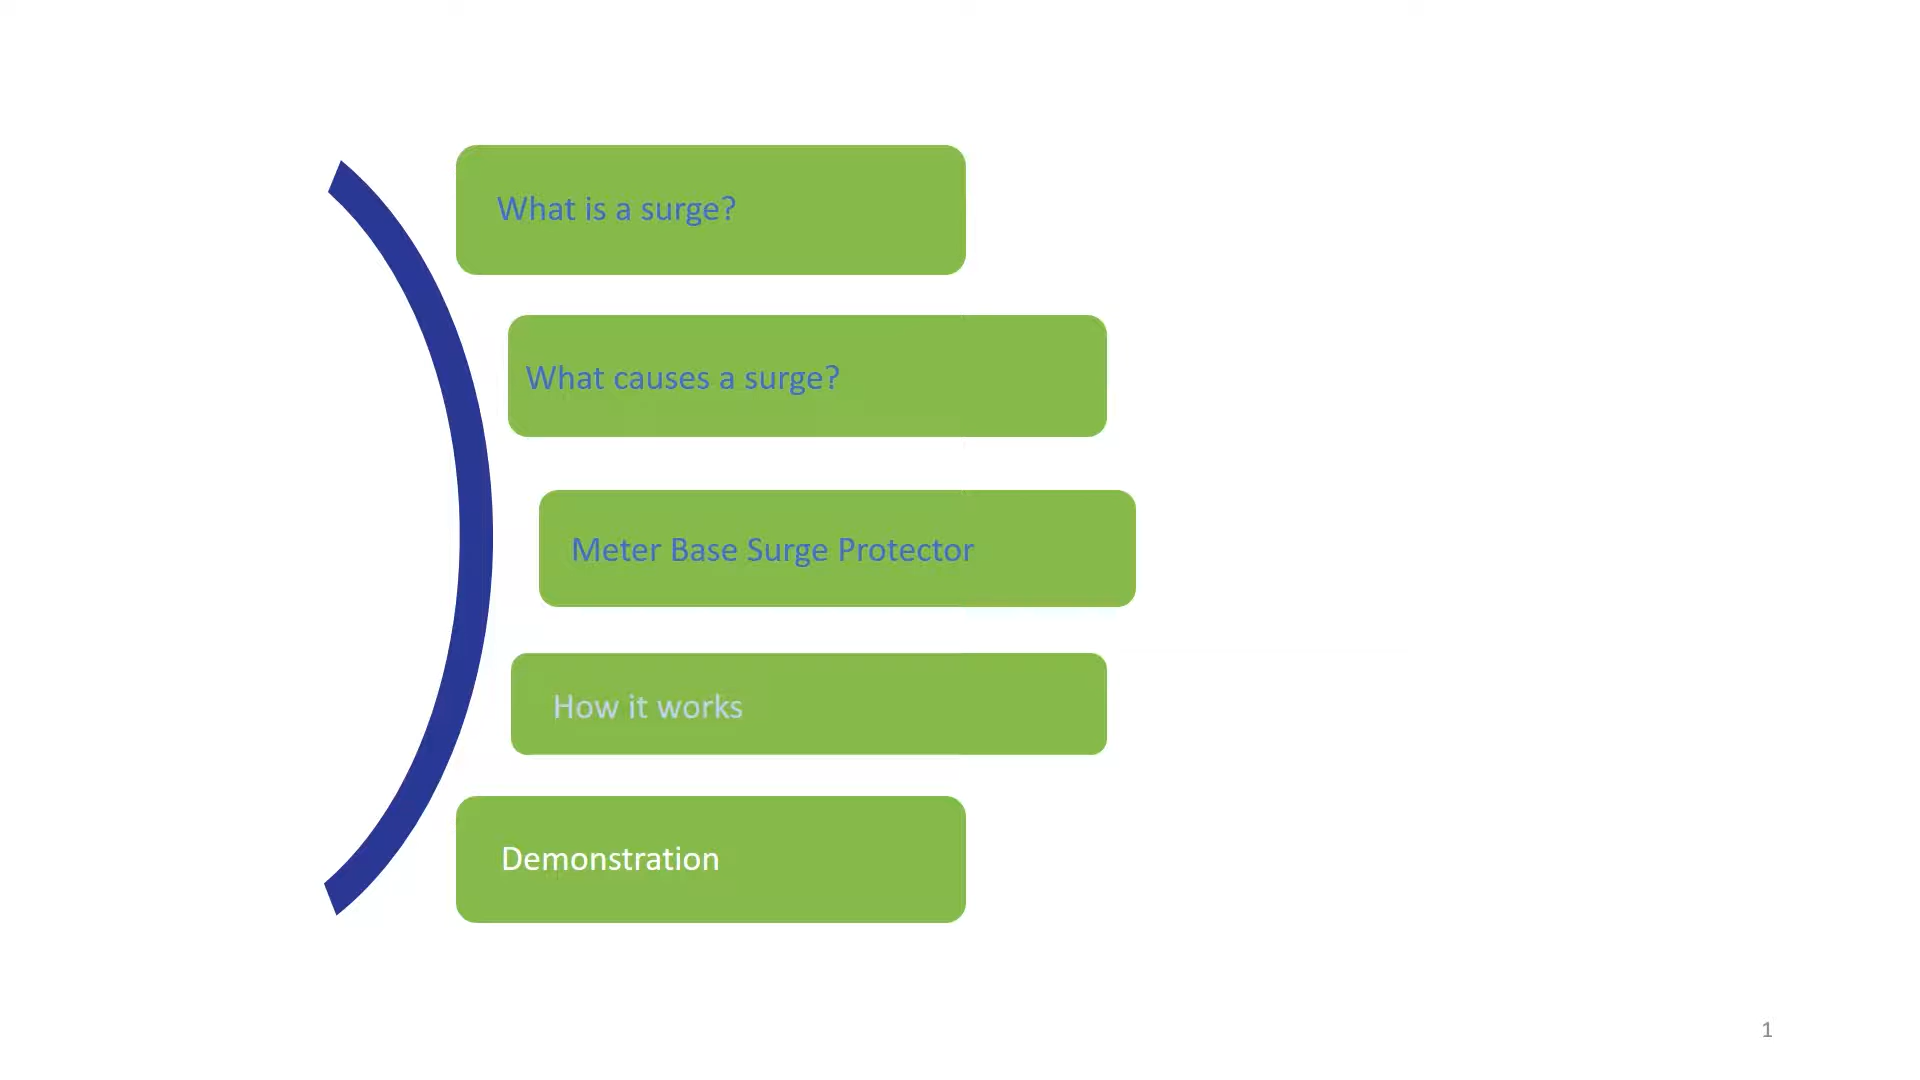 What is a surge?
What causes a surge?
Meter Base Surge Protector
How it works
Demonstration
1